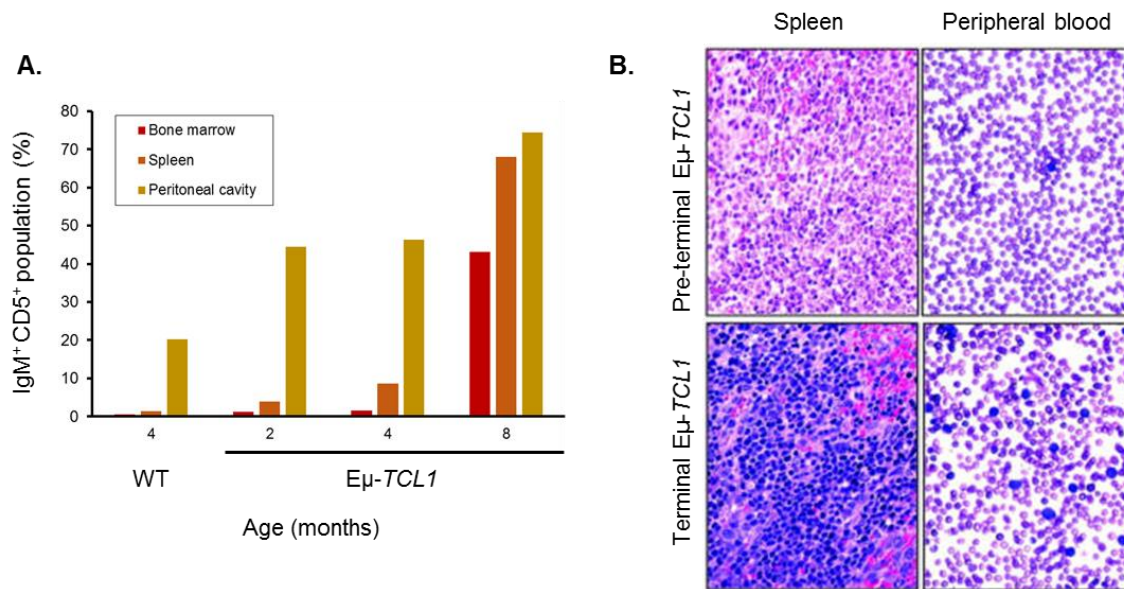 A.
IgM⁺ CD5⁺ population (%)
80
70
60
50
40
30
20
10
0
Bone marrow
Spleen
Peritoneal cavity
4
2
4
8
WT
Eμ-TCL1
Age (months)
B.
Spleen
Peripheral blood
Pre-terminal Eμ-TCL1
Terminal Eμ-TCL1